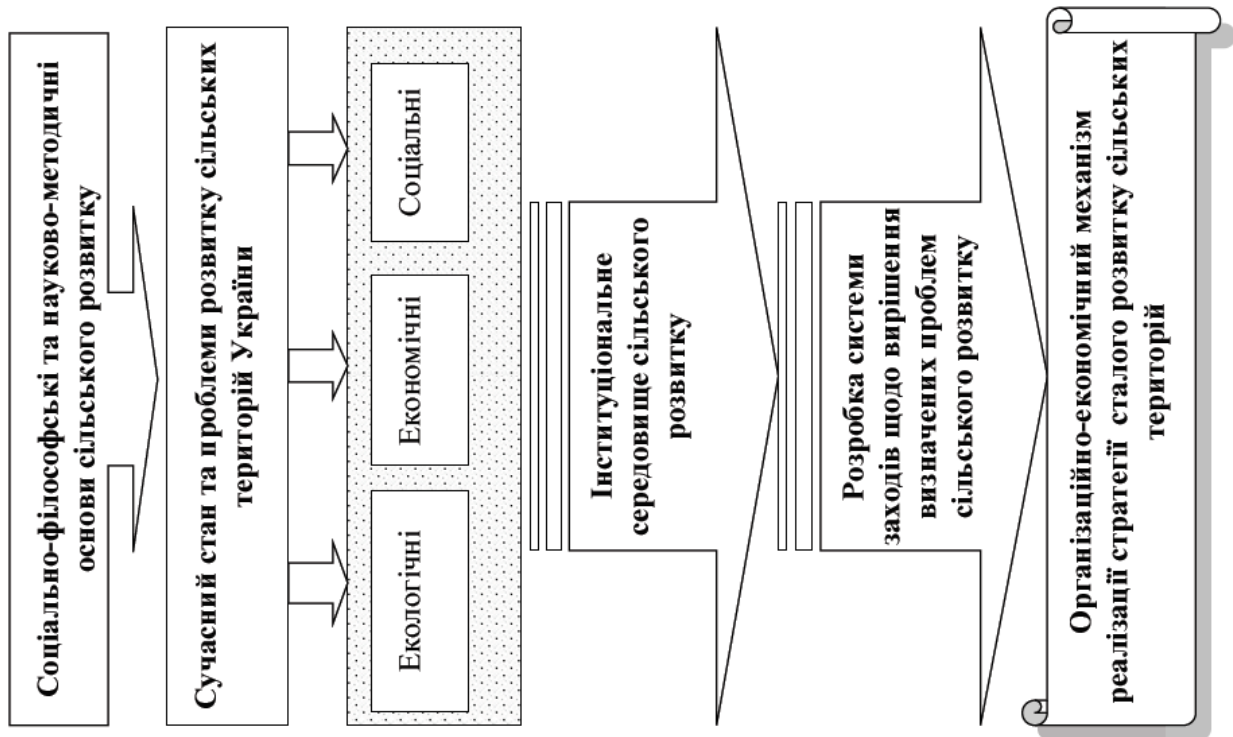 Соціально-філософські та науково-методичні
основи сільського розвитку
Сучасний стан та проблеми розвитку сільських
територій України
Екологічні
Економічні
Соціальні
Інституціональне
середовище сільського
розвитку
Розробка системи
заходів щодо вирішення
визначених проблем
сільського розвитку
Організаційно-економічний механізм
реалізації стратегії сталого розвитку сільських
територій